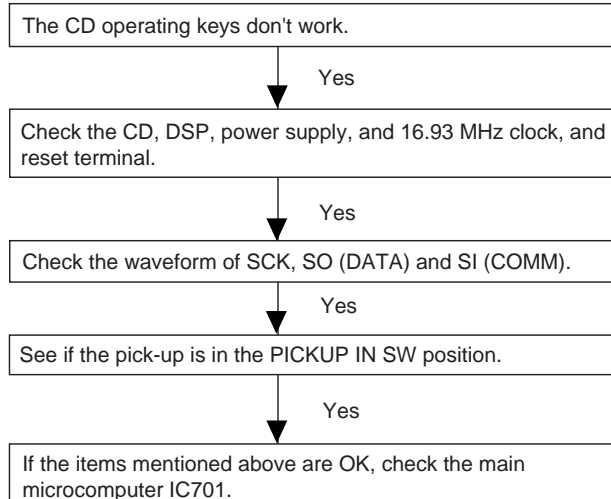 The CD operating keys don't work.
Yes
Check the CD, DSP, power supply, and 16.93 MHz clock, and
reset terminal.
Yes
Check the waveform of SCK, SO (DATA) and SI (COMM).
Yes
See if the pick-up is in the PICKUP IN SW position.
Yes
If the items mentioned above are OK, check the main
microcomputer IC701.